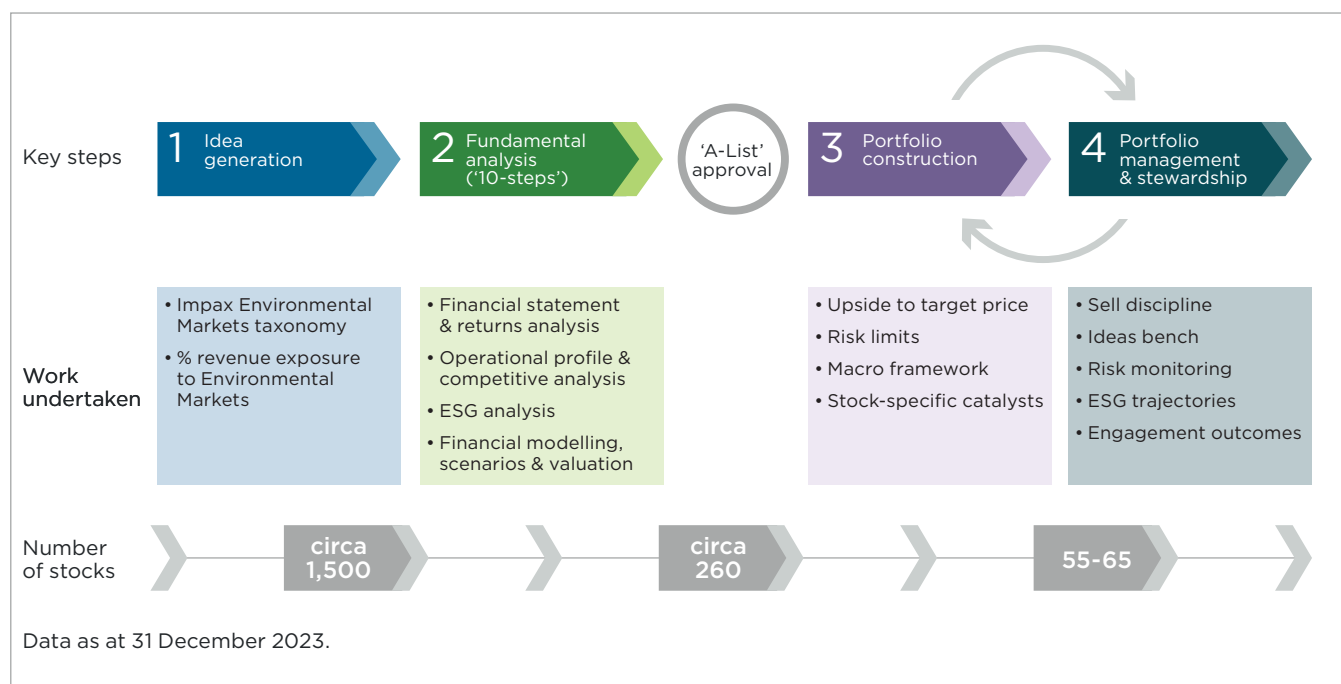 Key steps
1 Idea
generation
2 Fundamental
analysis
(‘10-steps’)
‘A-List’
approval
3 Portfolio
construction
4 Portfolio
management
& stewardship
Work
undertaken
• Impax Environmental
Markets taxonomy
• % revenue exposure
to Environmental
Markets
• Financial statement
& returns analysis
• Operational profile &
competitive analysis
• ESG analysis
• Financial modelling,
scenarios & valuation
• Upside to target price
• Risk limits
• Macro framework
• Stock-specific catalysts
• Sell discipline
• Ideas bench
• Risk monitoring
• ESG trajectories
• Engagement outcomes
Number
of stocks
circa
1,500
circa
260
55-65
Data as at 31 December 2023.